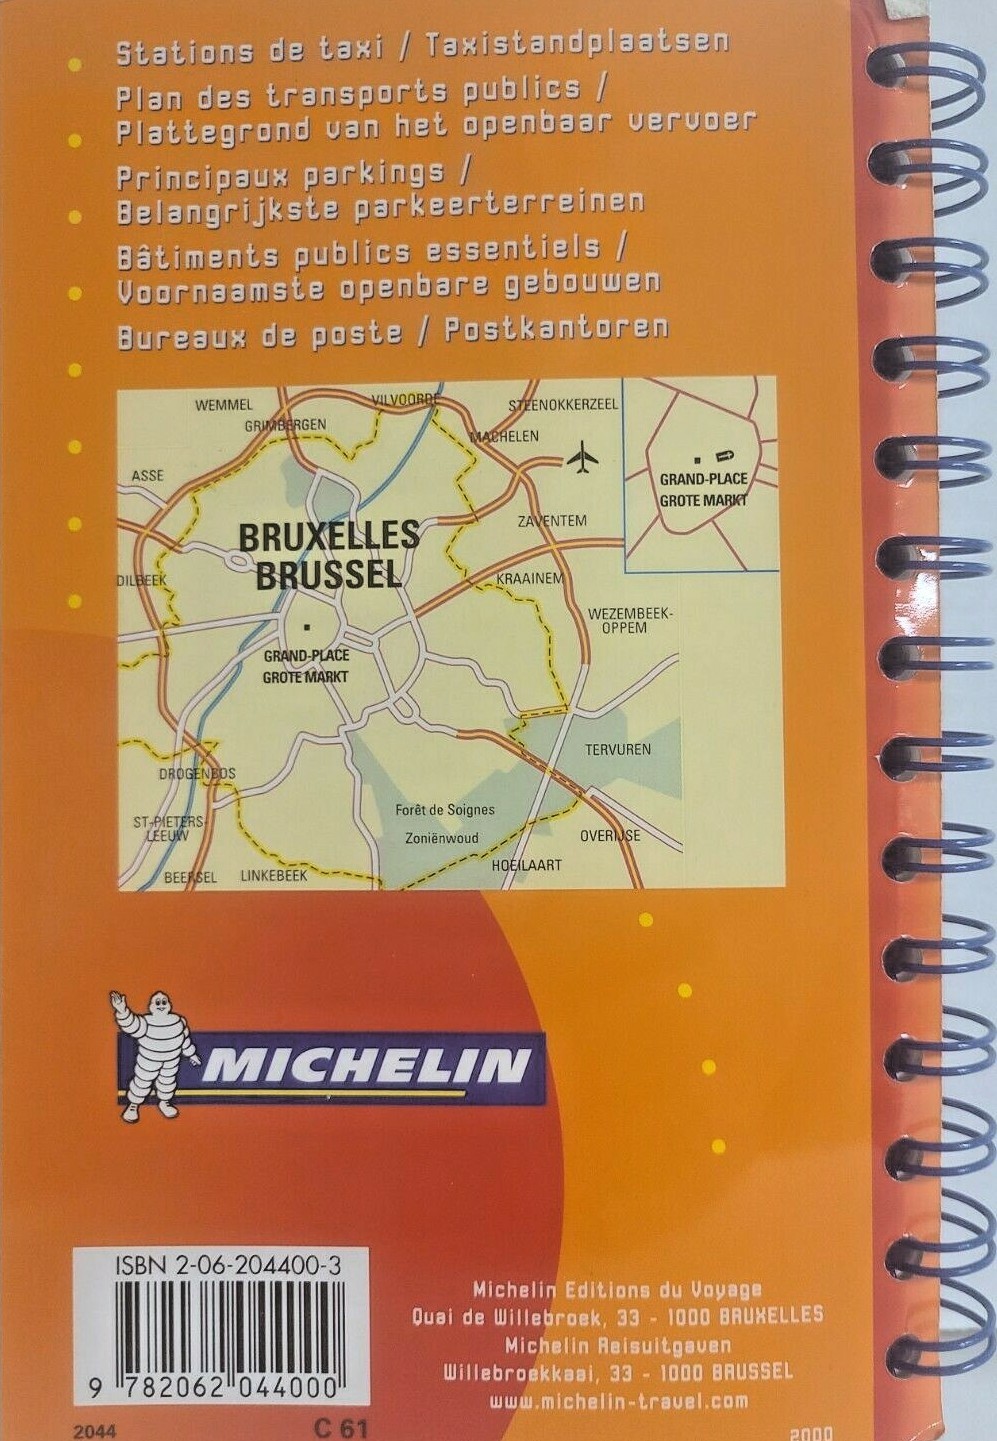 Stations de taxi / Taxistandplaatsen
Plan des transports publics /
Plattegrond van het openbaar vervoer
Principaux parkings /
Belangrijkste parkeerterreinen
Bâtiments publics essentiels /
Voornaamste openbare gebouwen
Bureaux de poste / Postkantoren
WEMMEL
VILVOORDE
STEENOKKERZEEL
GRIMBERGEN
MACHELEN
ASSE
GRAND-PLACE
GROTE MARKT
BRUXELLES
BRUSSEL
ZAVENTEM
DILBEEK
KRAAINEM
WEZEMBEEK-
OPPEM
GRAND-PLACE
GROTE MARKT
TERVUREN
DROGENBOS
Forêt de Soignes
Zoniënwoud
ST-PIETERS-
LEEUW
OVERIJSE
HOEILAART
BEERSEL
LINKEBEEK
MICHELIN
ISBN 2-06-204400-3
9 782062 044000
2044
C 61
Michelin Editions du Voyage
Quai de Willebroek, 33 - 1000 BRUXELLES
Michelin Reisuitgaven
Willebroekkaai, 33 - 1000 BRUSSEL
www.michelin-travel.com
2000